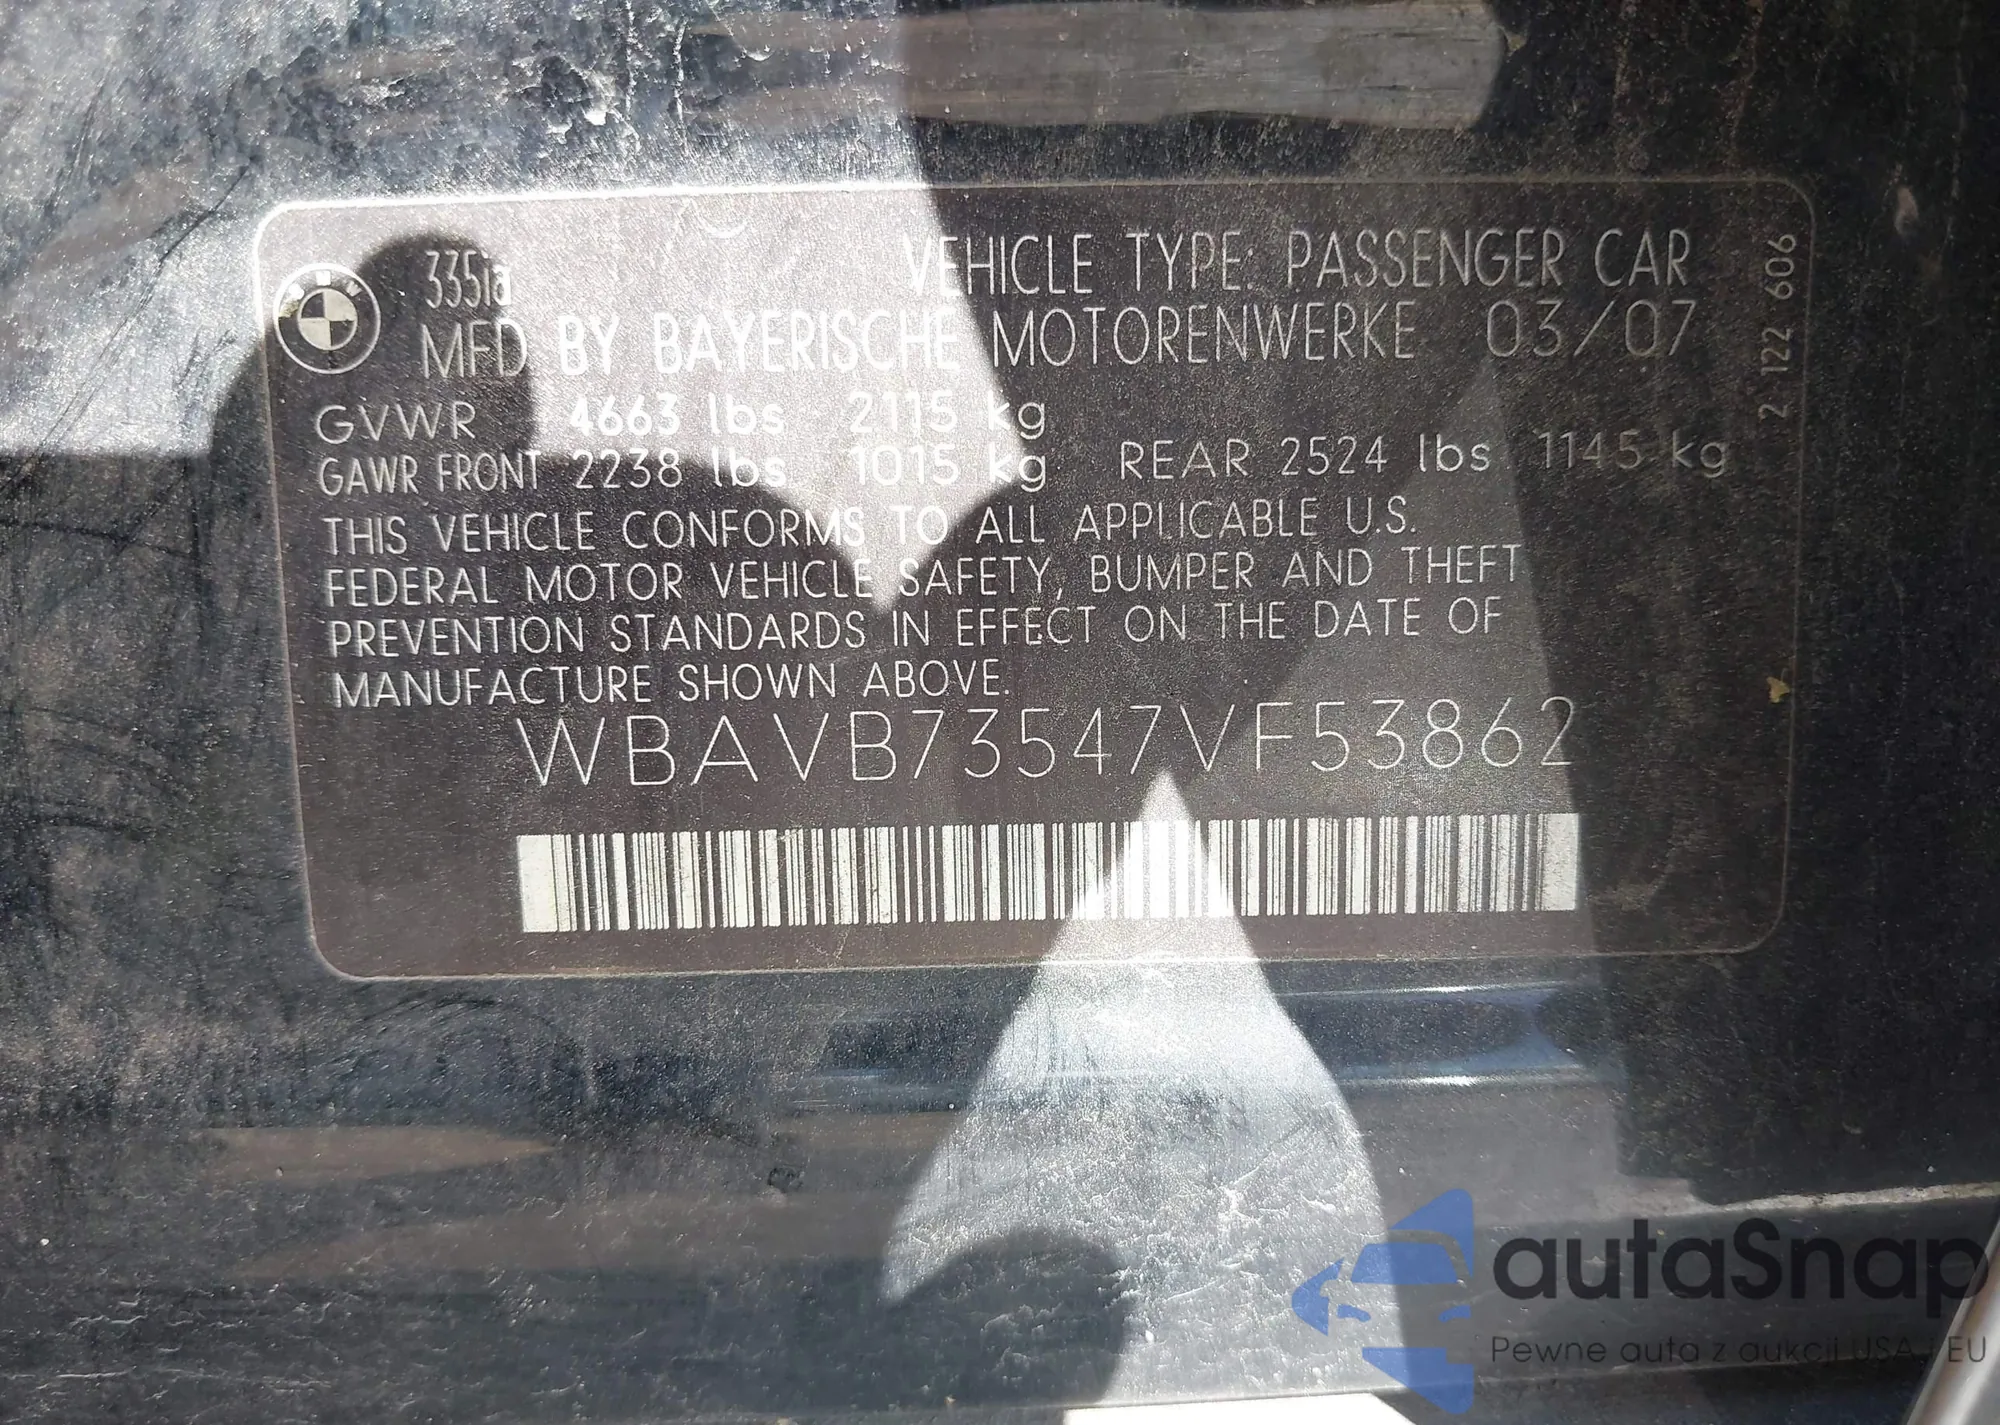 335ia VEHICLE TYPE: PASSENGER CAR
MFD BY BAYERISCHE MOTORENWERKE 03/07
GVWR 4663 lbs 2115 kg
GAWR FRONT 2238 lbs 1015 kg REAR 2524 lbs 1145 kg
THIS VEHICLE CONFORMS TO ALL APPLICABLE U.S.
FEDERAL MOTOR VEHICLE SAFETY, BUMPER AND THEFT
PREVENTION STANDARDS IN EFFECT ON THE DATE OF
MANUFACTURE SHOWN ABOVE.
WBAVB73547VF53862
2 122 606
BMW
autaSnap
Pewne auta z aukcji USA i EU